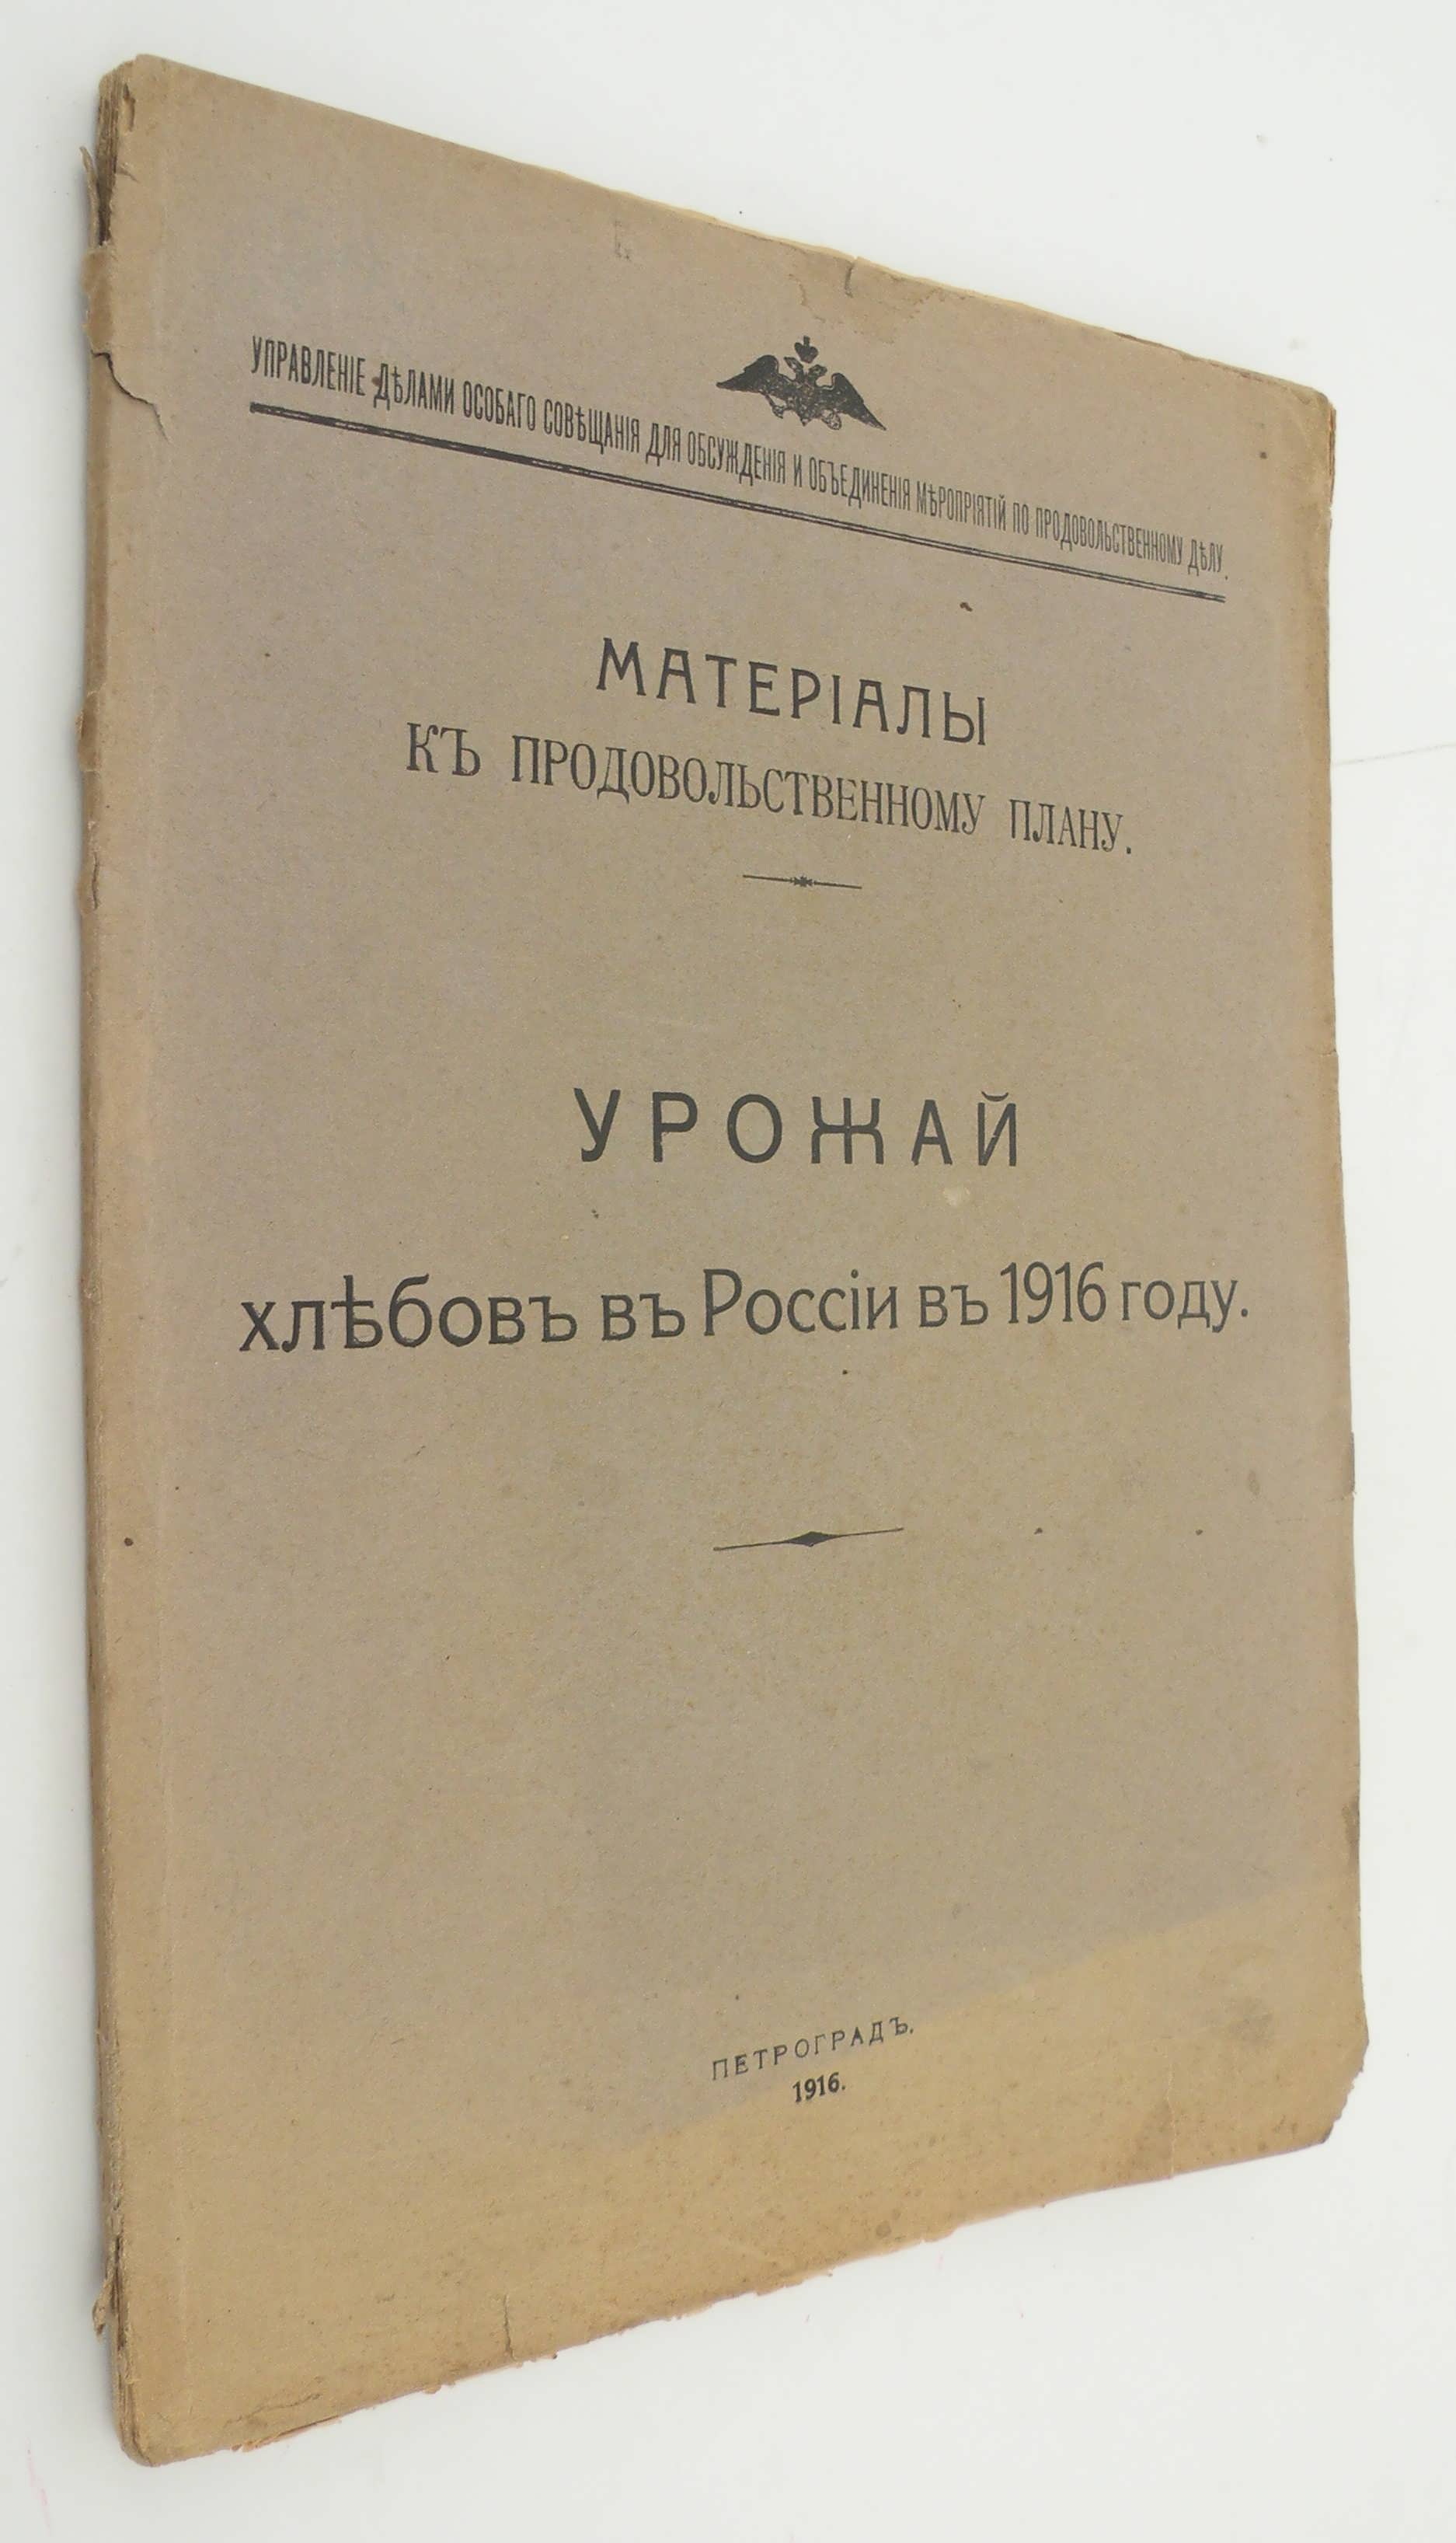 УПРАВЛЕНІЕ ДѢЛАМИ ОСОБАГО СОВѢЩАНІЯ ДЛЯ ОБСУЖДЕНІЯ И ОБЪЕДИНЕНІЯ МѢРОПРІЯТІЙ ПО ПРОДОВОЛЬСТВЕННОМУ ДѢЛУ.
МАТЕРІАЛЫ
КЪ ПРОДОВОЛЬСТВЕННОМУ ПЛАНУ.
УРОЖАЙ
хлѣбовъ въ Россіи въ 1916 году.
ПЕТРОГРАДЪ.
1916.